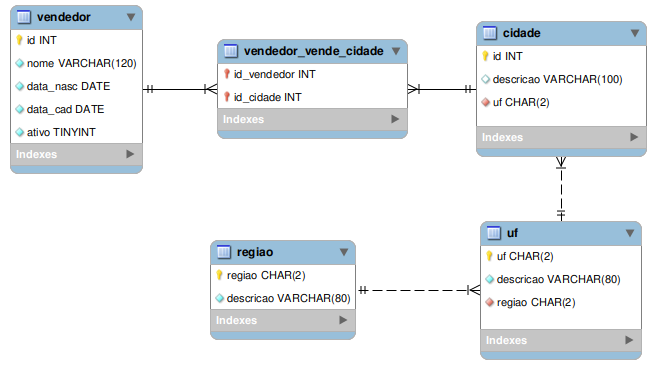 vendedor
id INT
nome VARCHAR(120)
data_nasc DATE
data_cad DATE
ativo TINYINT
Indexes
vendedor_vende_cidade
id_vendedor INT
id_cidade INT
Indexes
cidade
id INT
descricao VARCHAR(100)
uf CHAR(2)
Indexes
regiao
regiao CHAR(2)
descricao VARCHAR(80)
Indexes
uf
uf CHAR(2)
descricao VARCHAR(80)
regiao CHAR(2)
Indexes